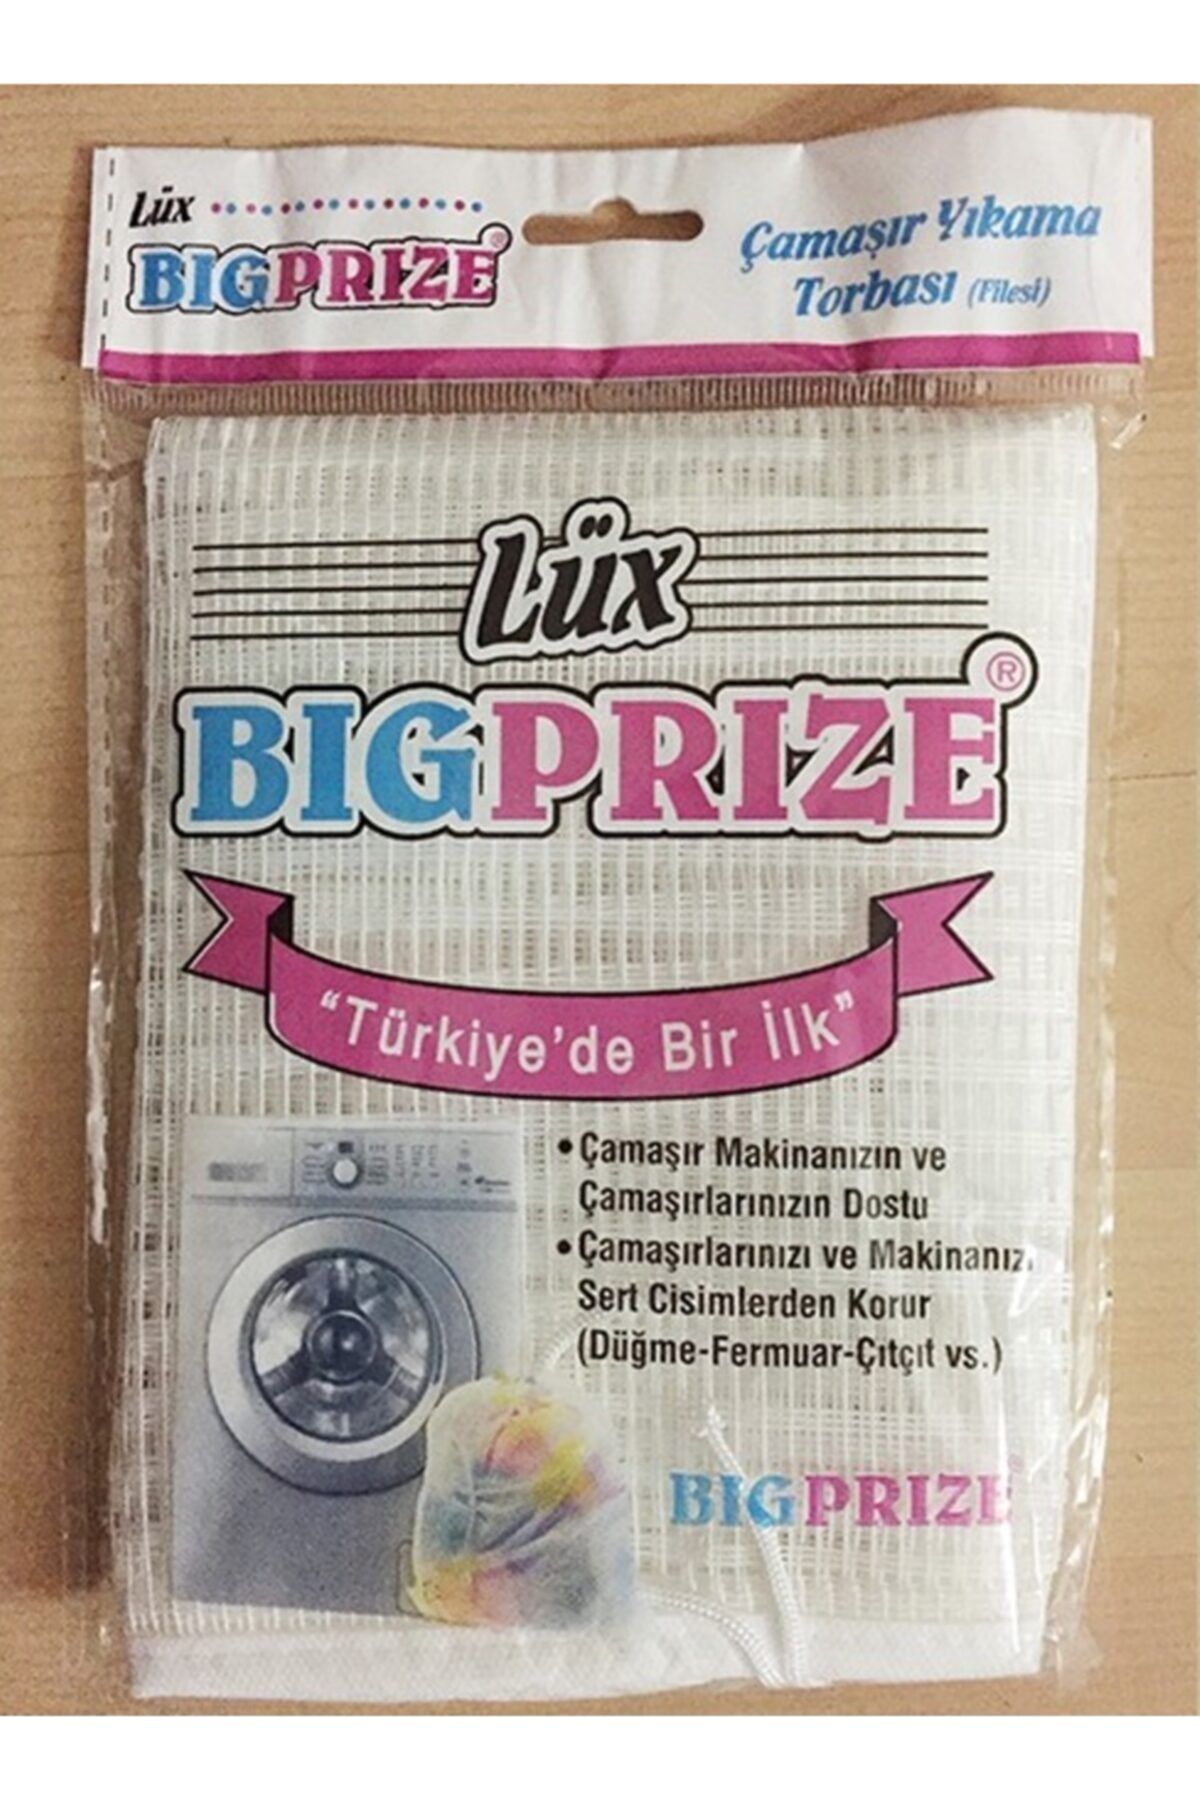 Lüx
BIGPRIZE®
Çamaşır Yıkama
Torbası (Filesi)
Lüx
BIGPRIZE®
"Türkiye'de Bir İlk"
• Çamaşır Makinanızın ve
Çamaşırlarınızın Dostu
• Çamaşırlarınızı ve Makinanızı
Sert Cisimlerden Korur
(Düğme-Fermuar-Çıtçıt vs.)
BIGPRIZE